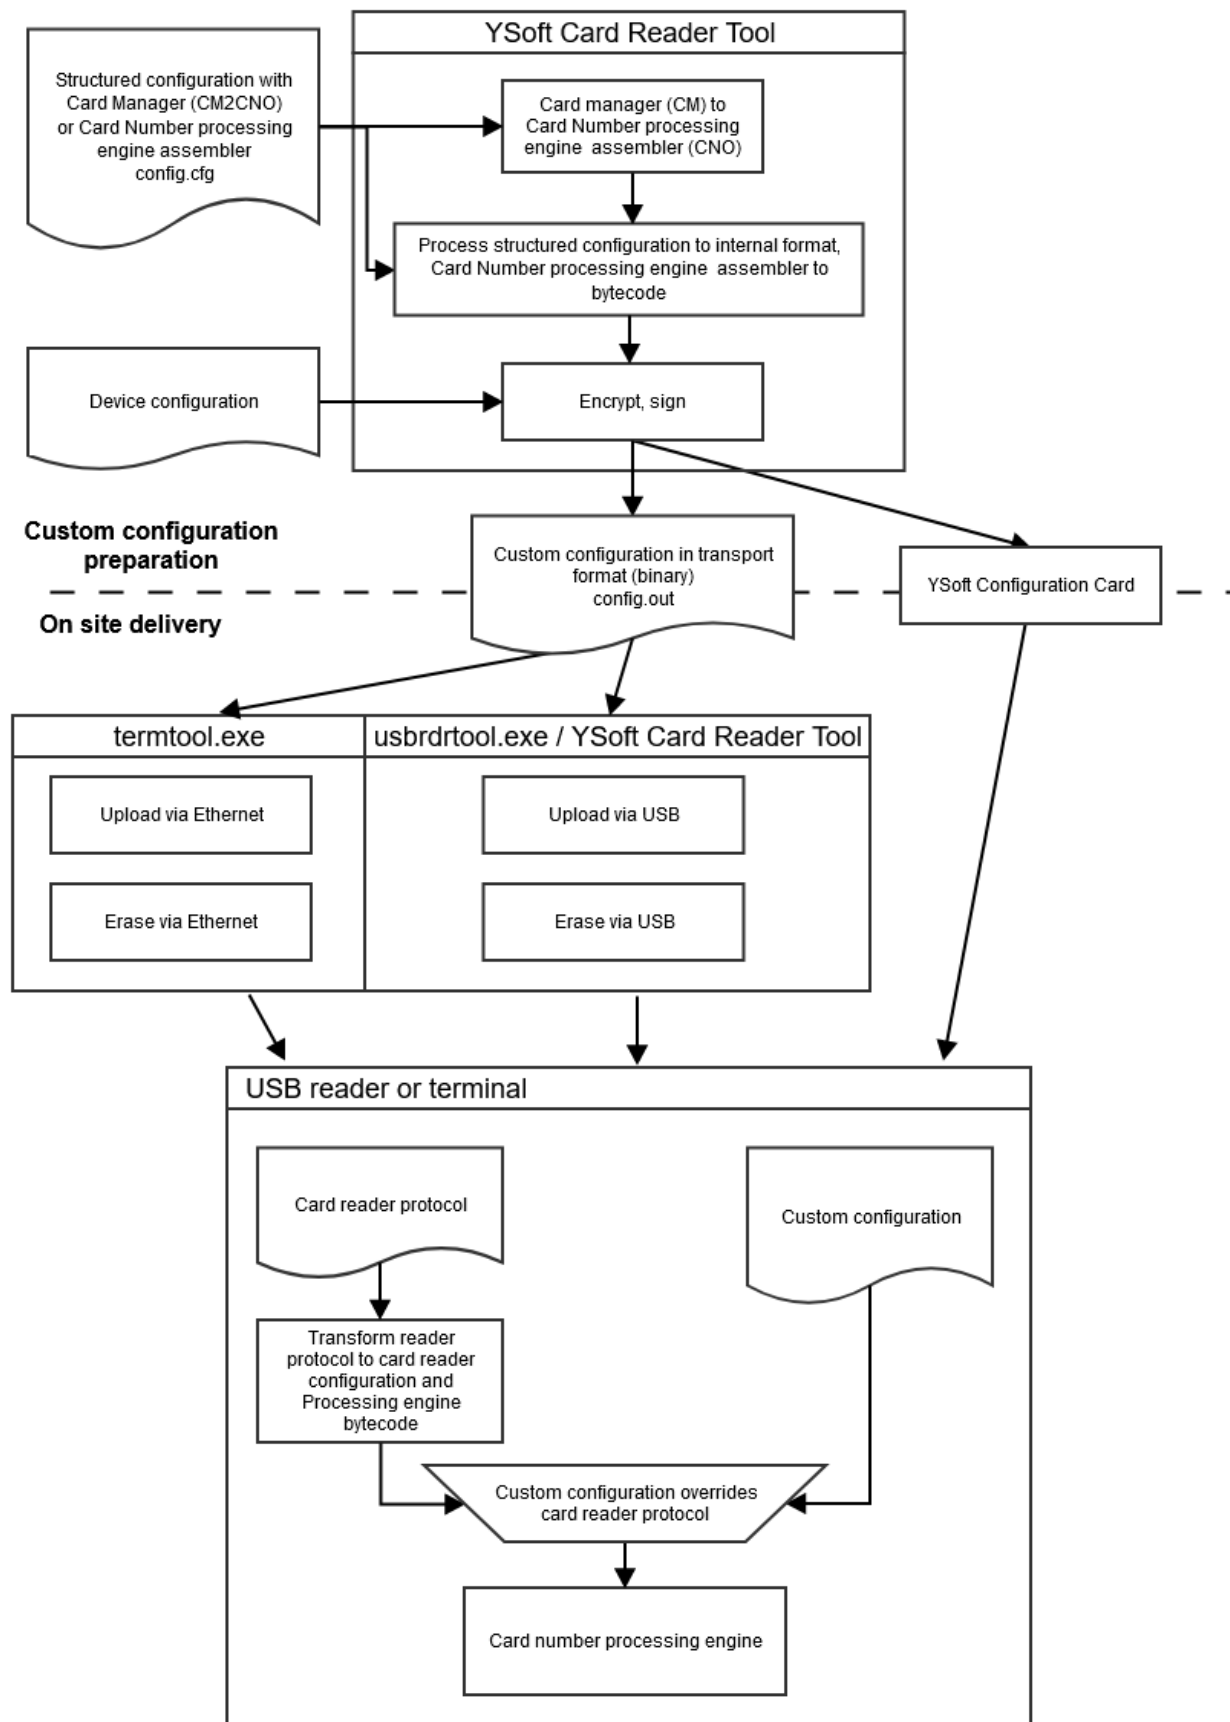 YSoft Card Reader Tool
Structured configuration with
Card Manager (CM2CNO)
or Card Number processing
engine assembler
config.cfg
Card manager (CM) to
Card Number processing
engine assembler (CNO)
Process structured configuration to internal format,
Card Number processing engine assembler to
bytecode
Device configuration
Encrypt, sign
Custom configuration
preparation
Custom configuration in transport
format (binary)
config.out
YSoft Configuration Card
On site delivery
termtool.exe
usbrdrtool.exe / YSoft Card Reader Tool
Upload via Ethernet
Upload via USB
Erase via Ethernet
Erase via USB
USB reader or terminal
Card reader protocol
Custom configuration
Transform reader
protocol to card reader
configuration and
Processing engine
bytecode
Custom configuration overrides
card reader protocol
Card number processing engine